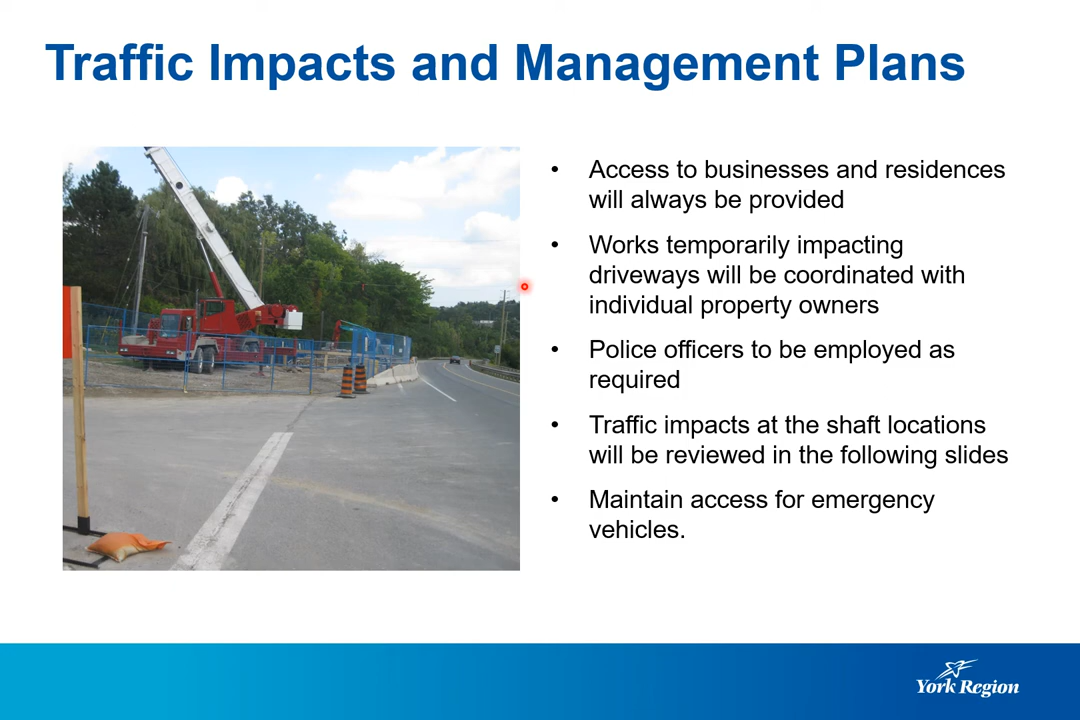 Traffic Impacts and Management Plans
• Access to businesses and residences
will always be provided
• Works temporarily impacting
driveways will be coordinated with
individual property owners
• Police officers to be employed as
required
• Traffic impacts at the shaft locations
will be reviewed in the following slides
• Maintain access for emergency
vehicles.
York Region